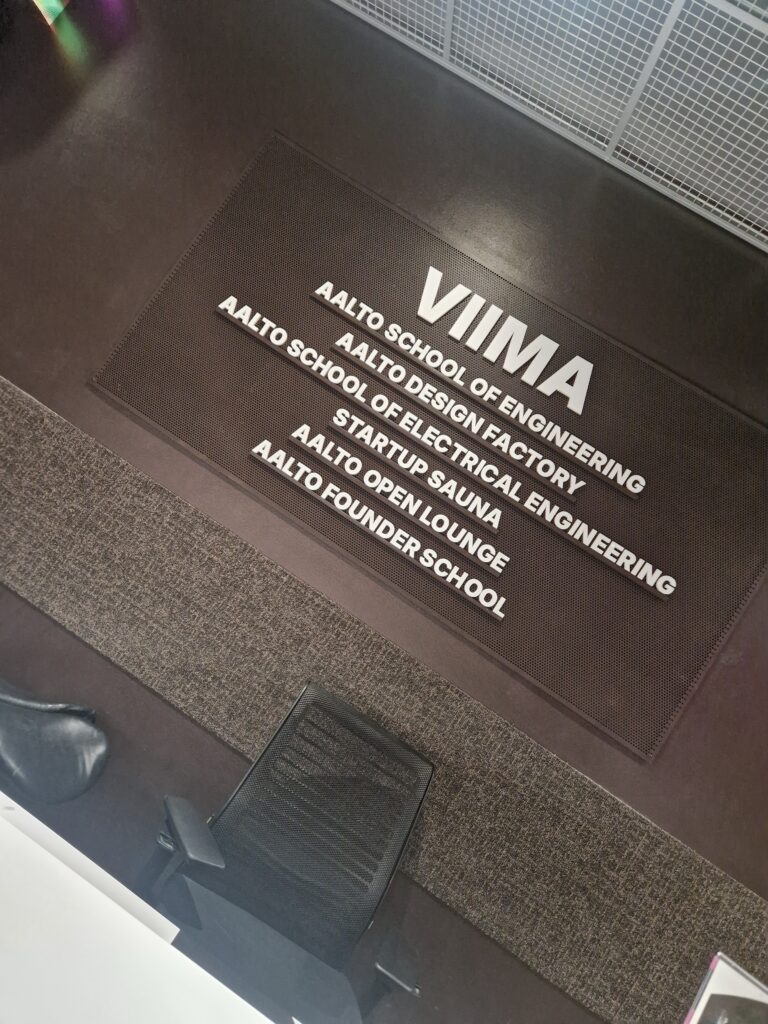 VIIMA
AALTO SCHOOL OF ENGINEERING
AALTO DESIGN FACTORY
AALTO SCHOOL OF ELECTRICAL ENGINEERING
STARTUP SAUNA
AALTO OPEN LOUNGE
AALTO FOUNDER SCHOOL